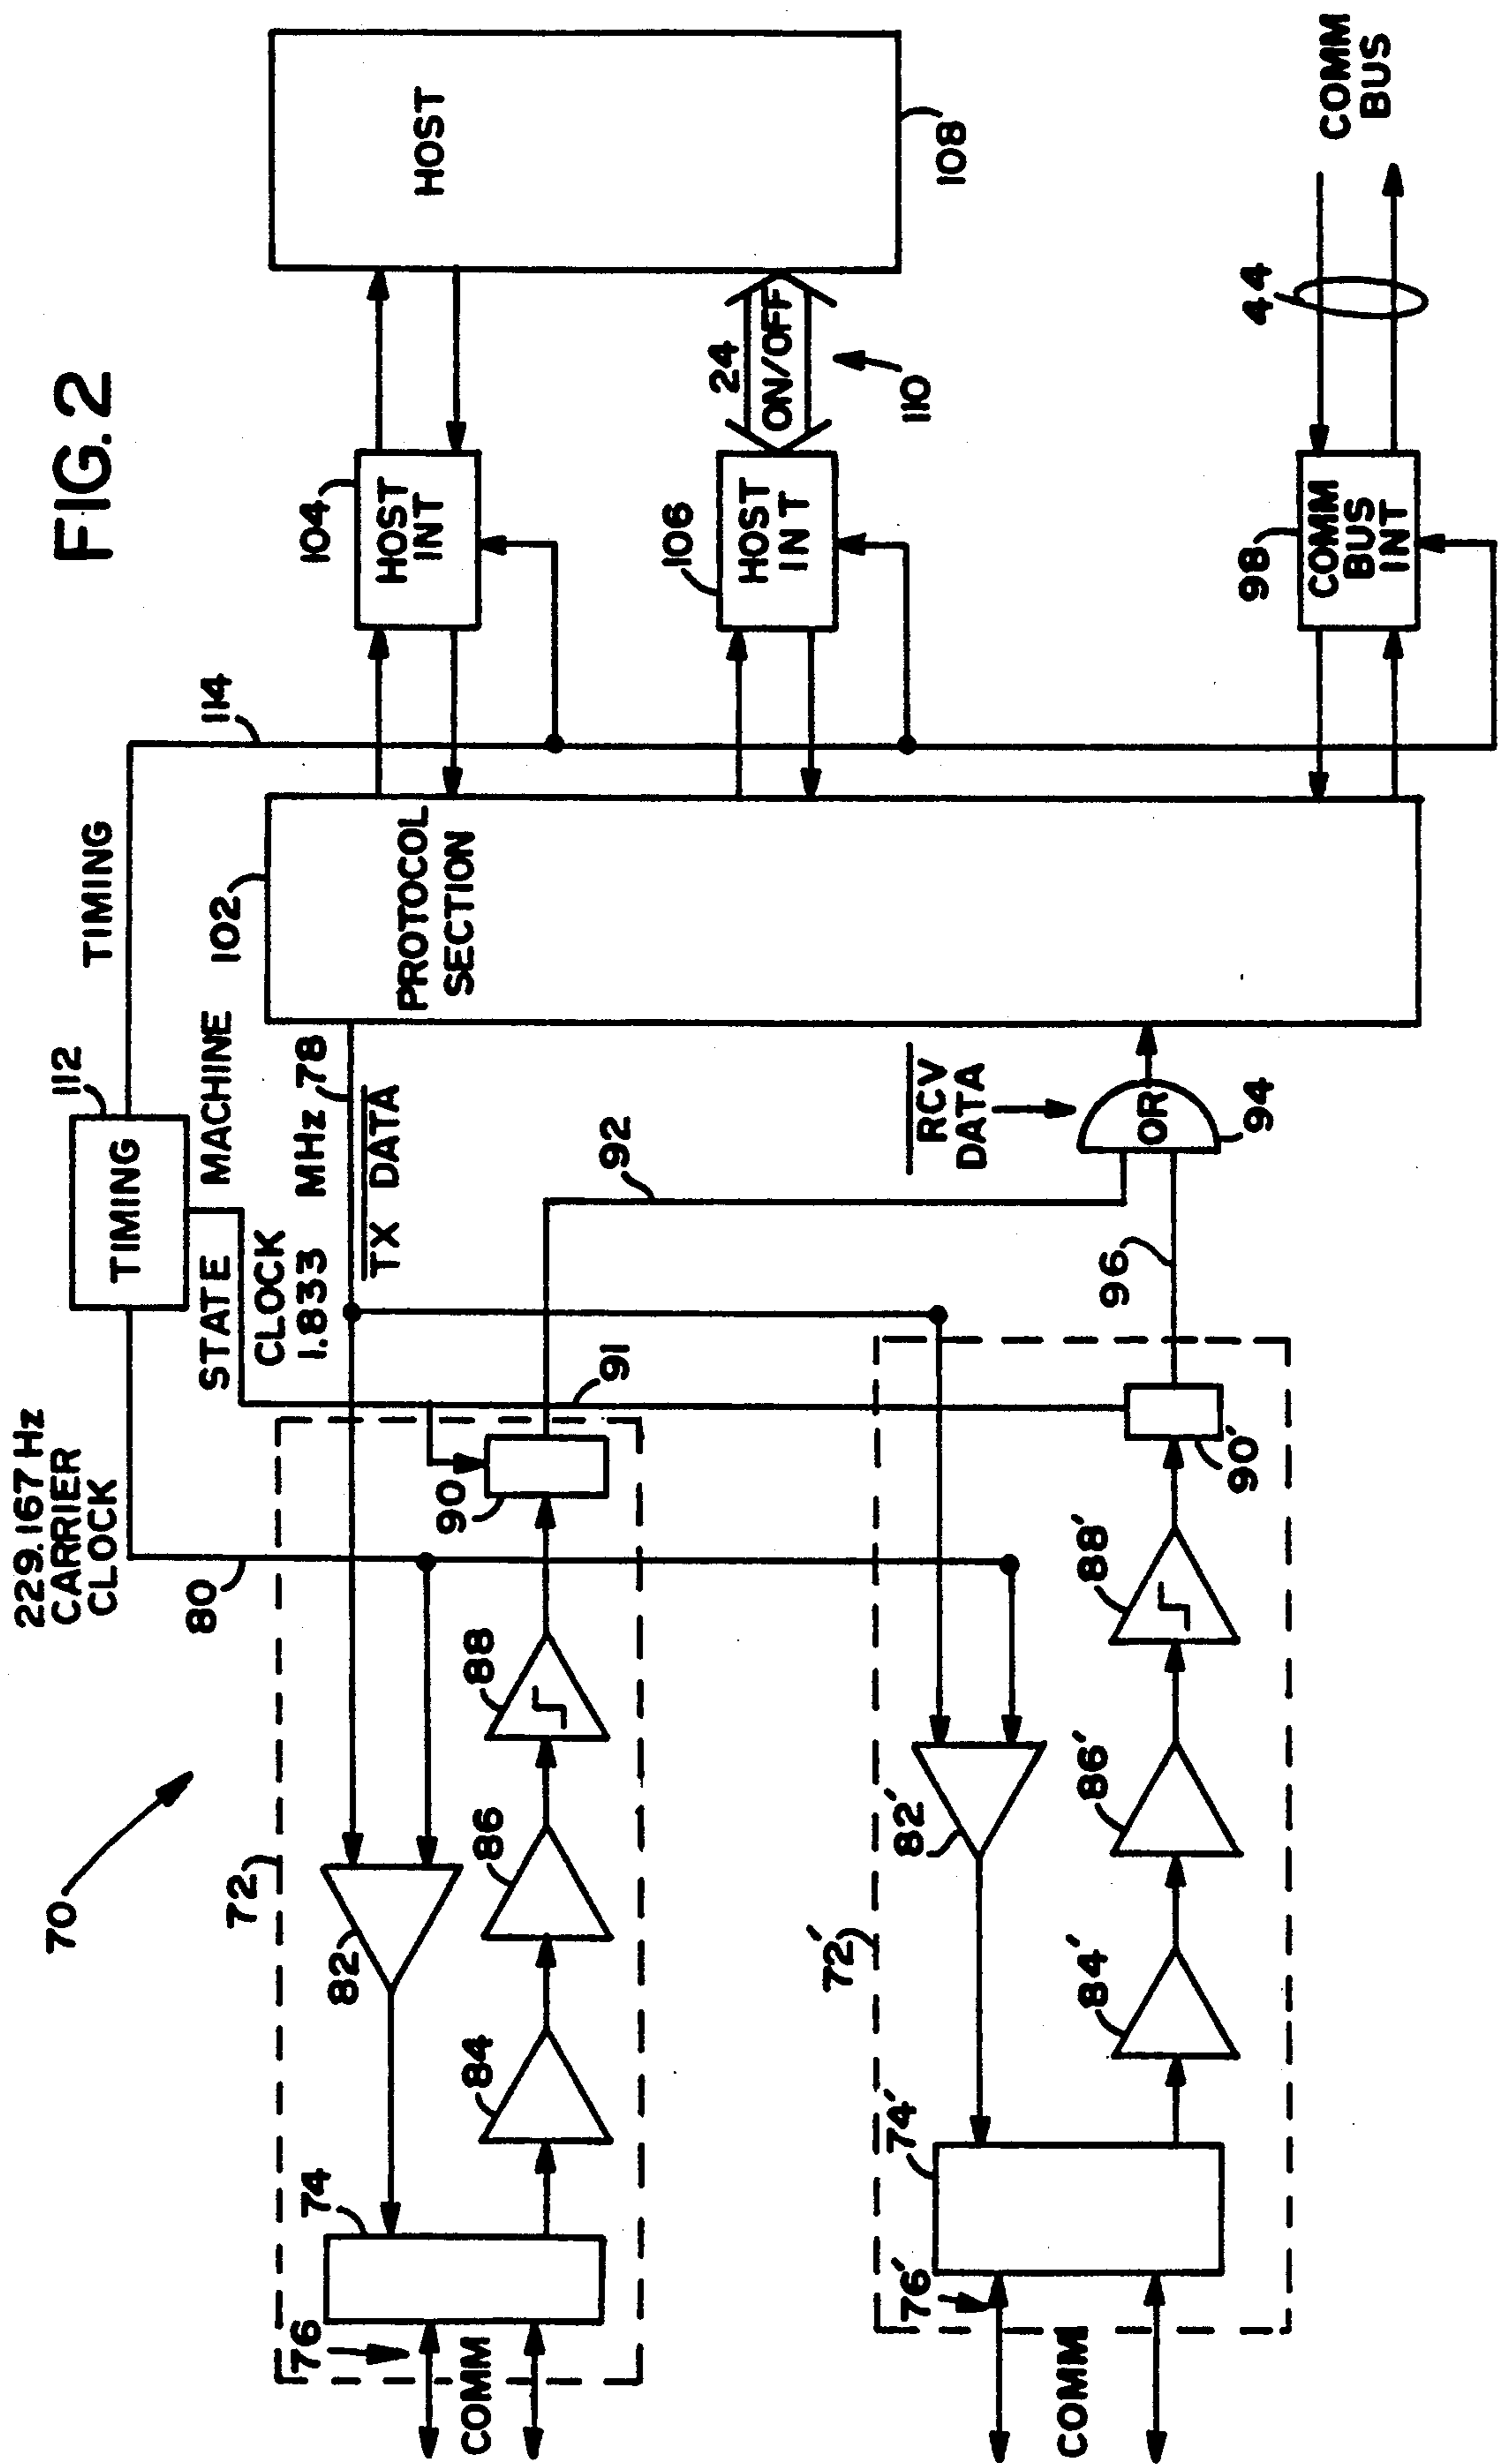 FIG. 2
229.167 Hz
CARRIER
CLOCK
80
112
TIMING
TIMING
114
STATE MACHINE
CLOCK
1.833 MHz
78
TX DATA
102
PROTOCOL
SECTION
104
HOST
INT
HOST
108
70
72
82
74
76
COMM
84
86
88
90
91
92
106
HOST
INT
24
ON/OFF
110
RCV
DATA
OR
94
96
72'
82'
74'
76'
COMM
84'
86'
88'
90'
98
COMM
BUS
INT
44
COMM
BUS